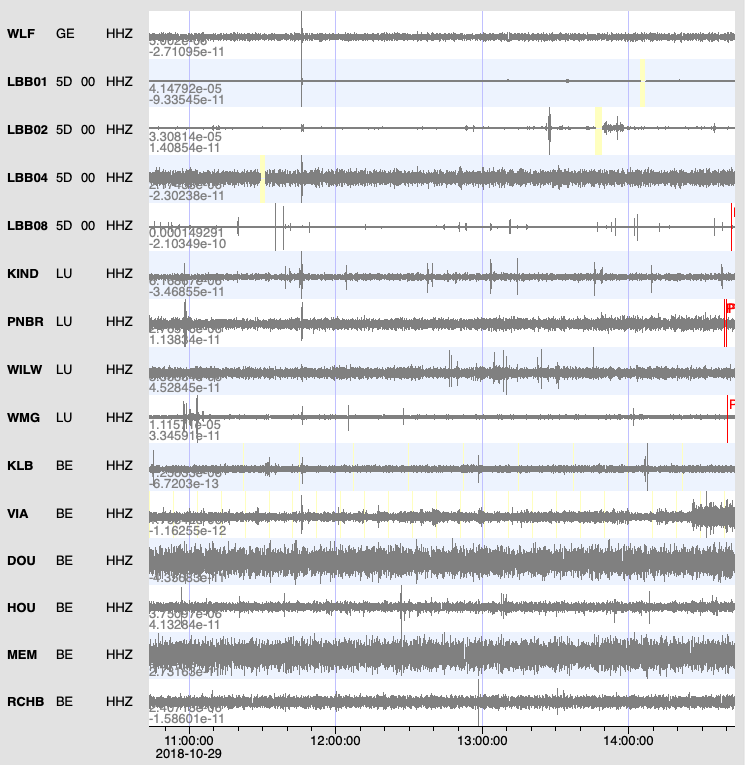 WLF GE HHZ
-2.71095e-11
LBB01 5D 00 HHZ
4.14792e-05
-9.33545e-11
LBB02 5D 00 HHZ
3.30814e-05
1.40854e-11
LBB04 5D 00 HHZ
-2.30238e-11
LBB08 5D 00 HHZ
0.000149291
-2.10349e-10
KIND LU HHZ
-3.46855e-11
PNBR LU HHZ
P
1.13834e-11
WILW LU HHZ
4.52845e-11
WMG LU HHZ
3.34591e-11
KLB BE HHZ
-6.7203e-13
VIA BE HHZ
-1.16255e-12
DOU BE HHZ
HOU BE HHZ
4.13284e-11
MEM BE HHZ
RCHB BE HHZ
-1.58601e-11
11:00:00 12:00:00 13:00:00 14:00:00
2018-10-29